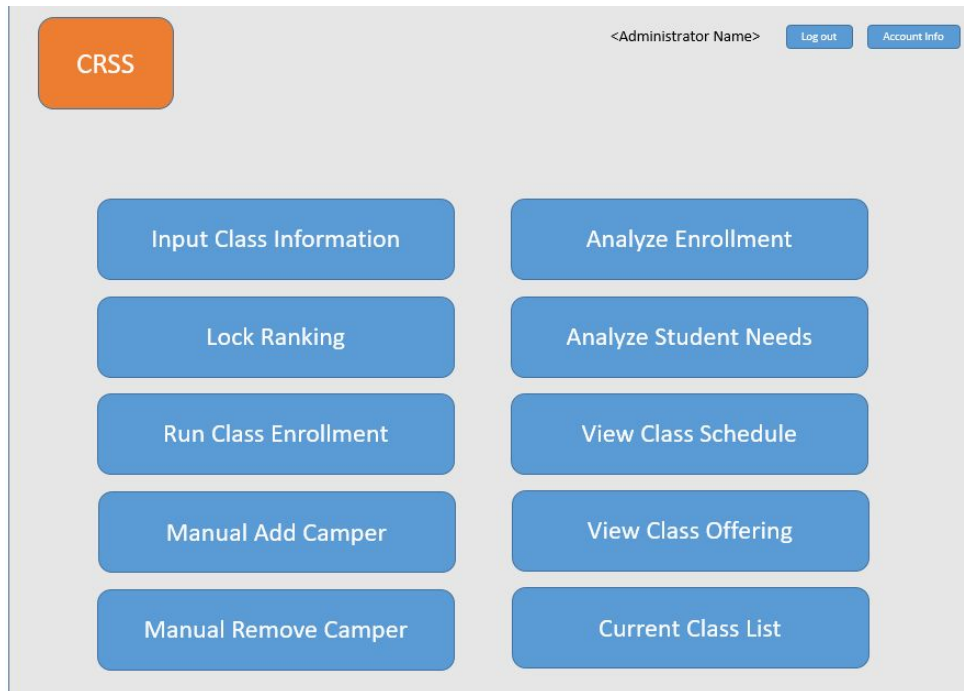 CRSS
<Administrator Name>
Log out
Account Info
Input Class Information
Analyze Enrollment
Lock Ranking
Analyze Student Needs
Run Class Enrollment
View Class Schedule
Manual Add Camper
View Class Offering
Manual Remove Camper
Current Class List